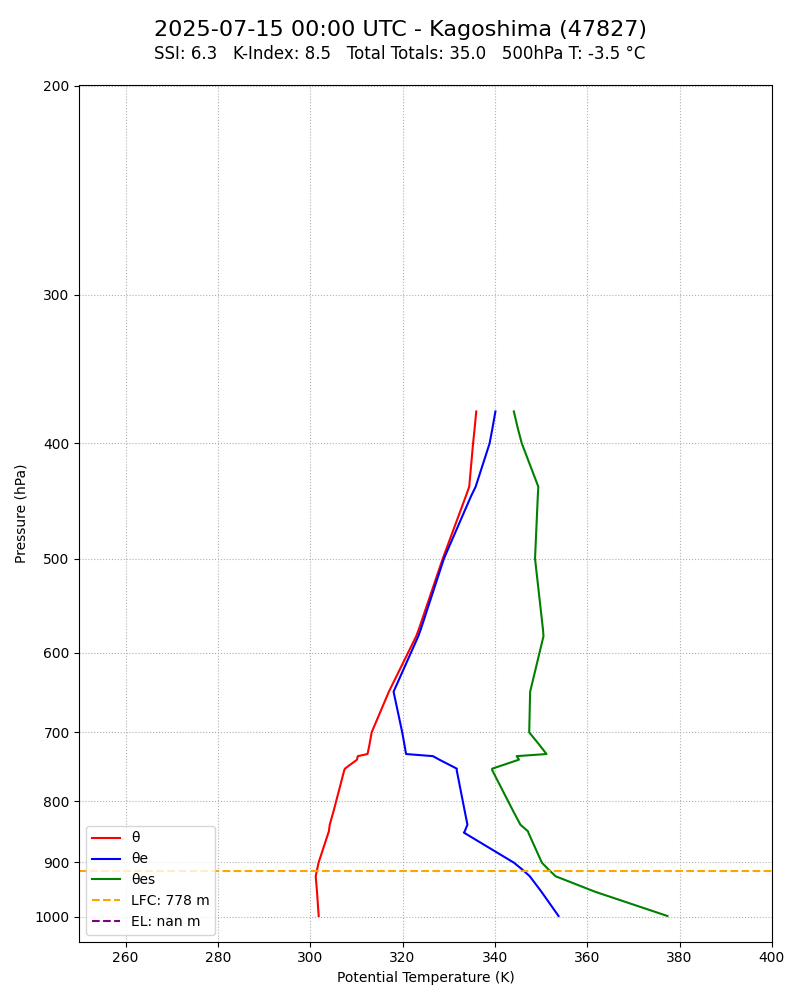 2025-07-15 00:00 UTC - Kagoshima (47827)
SSI: 6.3   K-Index: 8.5   Total Totals: 35.0   500hPa T: -3.5 °C
200
300
400
500
600
700
800
900
1000
Pressure (hPa)
θ
θe
θes
LFC: 778 m
EL: nan m
260 280 300 320 340 360 380 400
Potential Temperature (K)